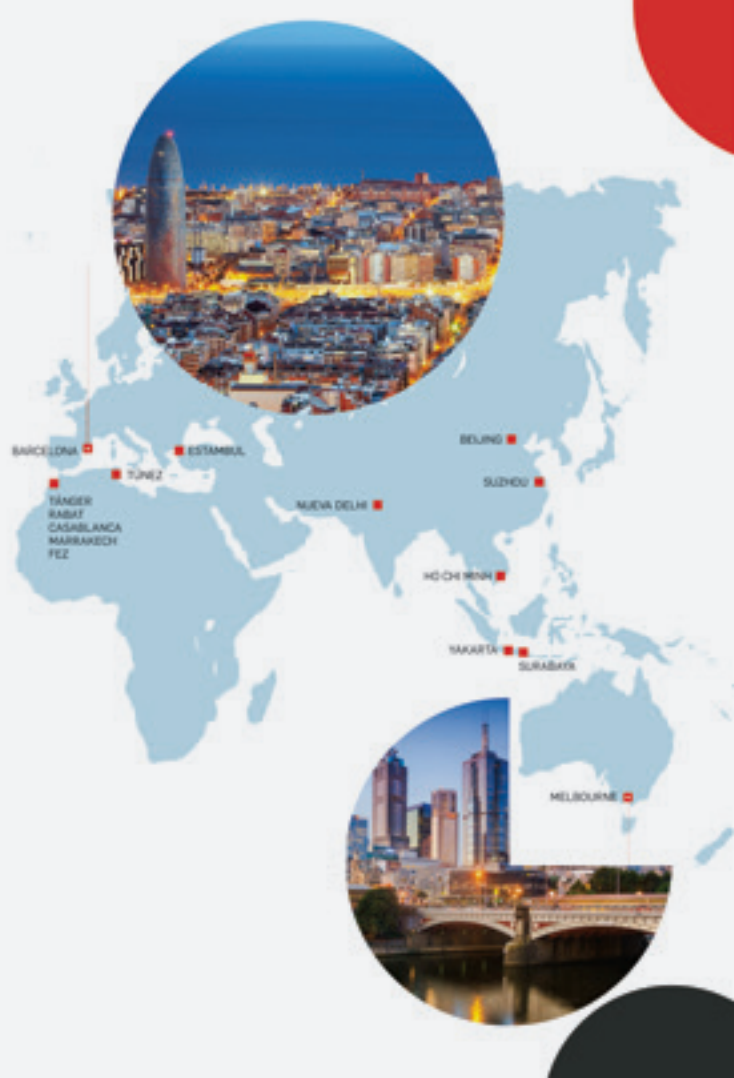 BARCELONA
ESTAMBUL
TÚNEZ
TÁNGER
RABAT
CASABLANCA
MARRAKECH
FEZ
BEIJING
SUZHOU
NUEVA DELHI
HO CHI MINH
YAKARTA
SURABAYA
MELBOURNE